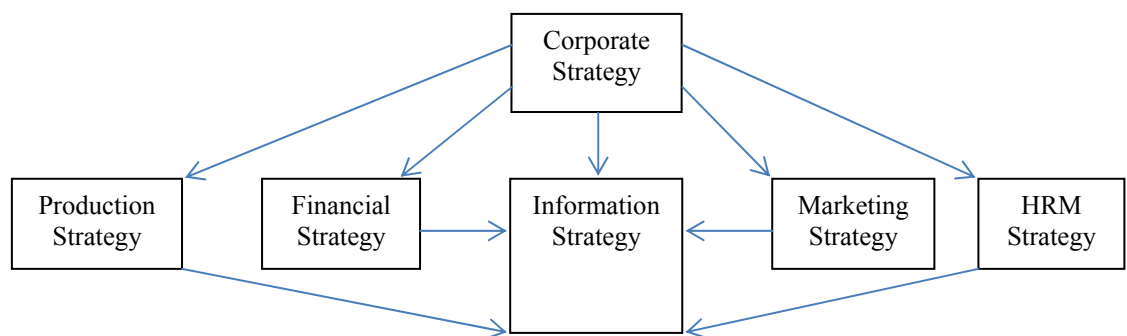 Corporate
Strategy
Production
Strategy
Financial
Strategy
Information
Strategy
Marketing
Strategy
HRM
Strategy